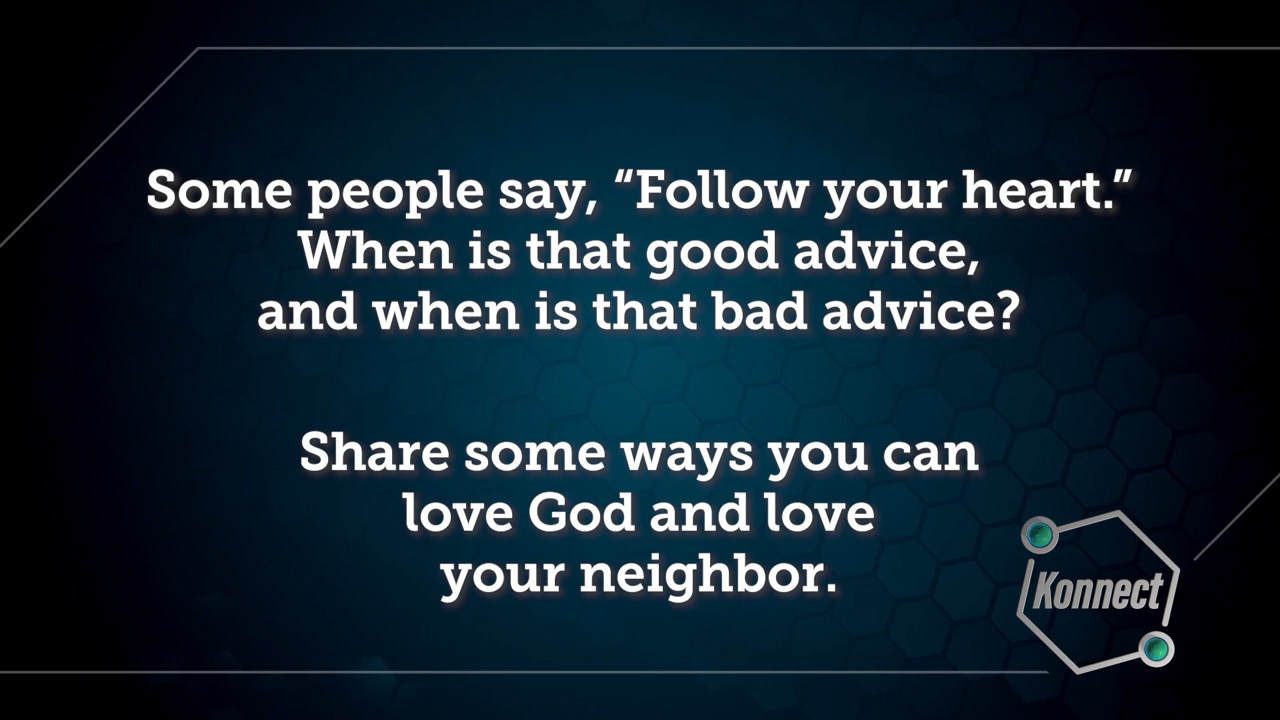 Some people say, “Follow your heart.”
When is that good advice,
and when is that bad advice?
Share some ways you can
love God and love
your neighbor.
Konnect